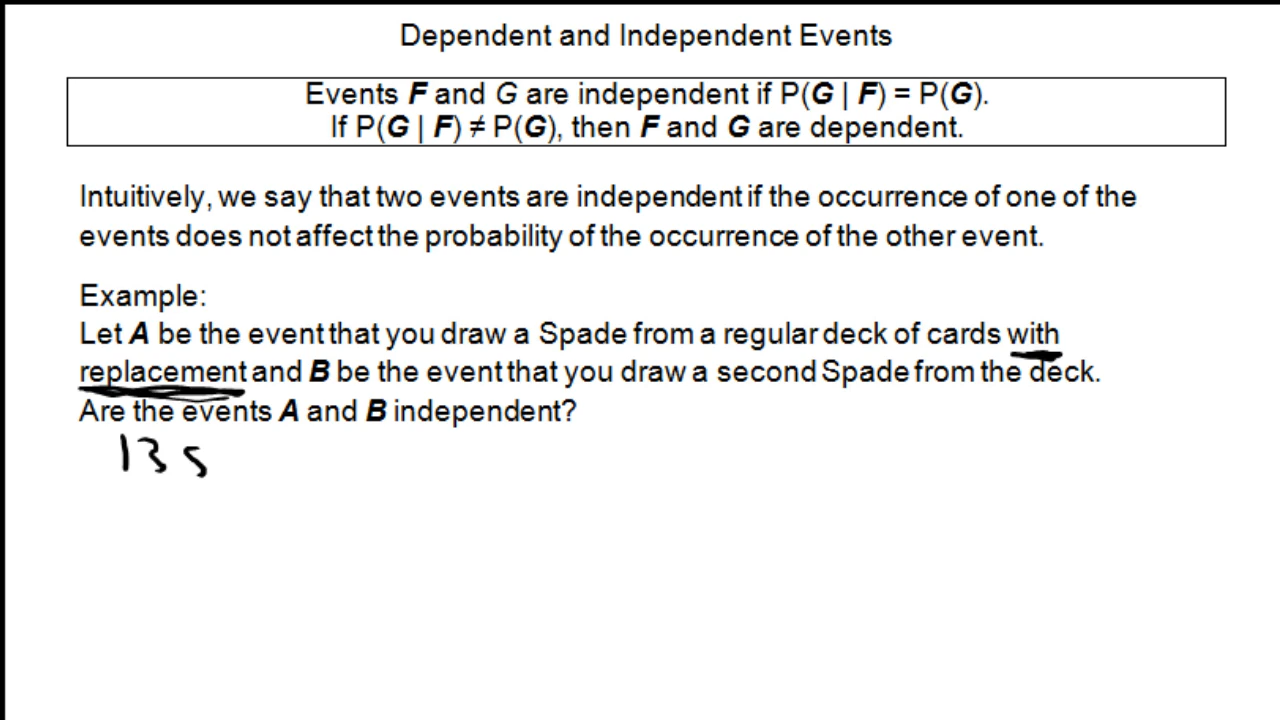 Dependent and Independent Events
Events F and G are independent if P(G | F) = P(G).
If P(G | F) ≠ P(G), then F and G are dependent.
Intuitively, we say that two events are independent if the occurrence of one of the
events does not affect the probability of the occurrence of the other event.
Example:
Let A be the event that you draw a Spade from a regular deck of cards with
replacement and B be the event that you draw a second Spade from the deck.
Are the events A and B independent?
13 s